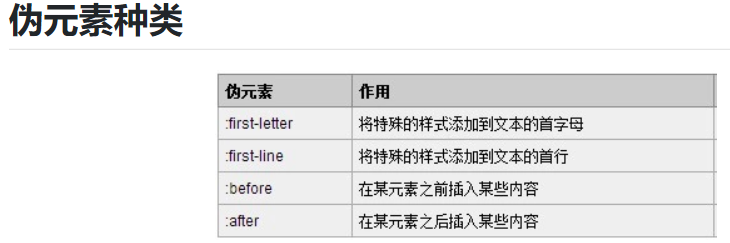 伪元素种类
伪元素 作用
:first-letter 将特殊的样式添加到文本的首字母
:first-line 将特殊的样式添加到文本的首行
:before 在某元素之前插入某些内容
:after 在某元素之后插入某些内容